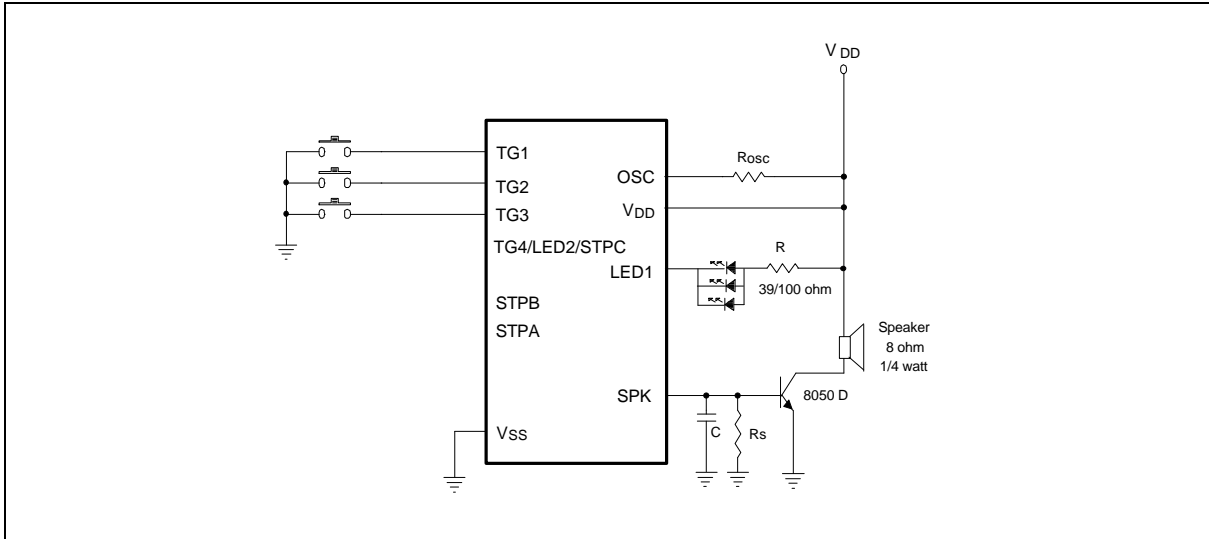 V DD
TG1
TG2
TG3
TG4/LED2/STPC
STPB
STPA
VSS
OSC
VDD
LED1
SPK
Rosc
R
39/100 ohm
Speaker
8 ohm
1/4 watt
8050 D
C
Rs